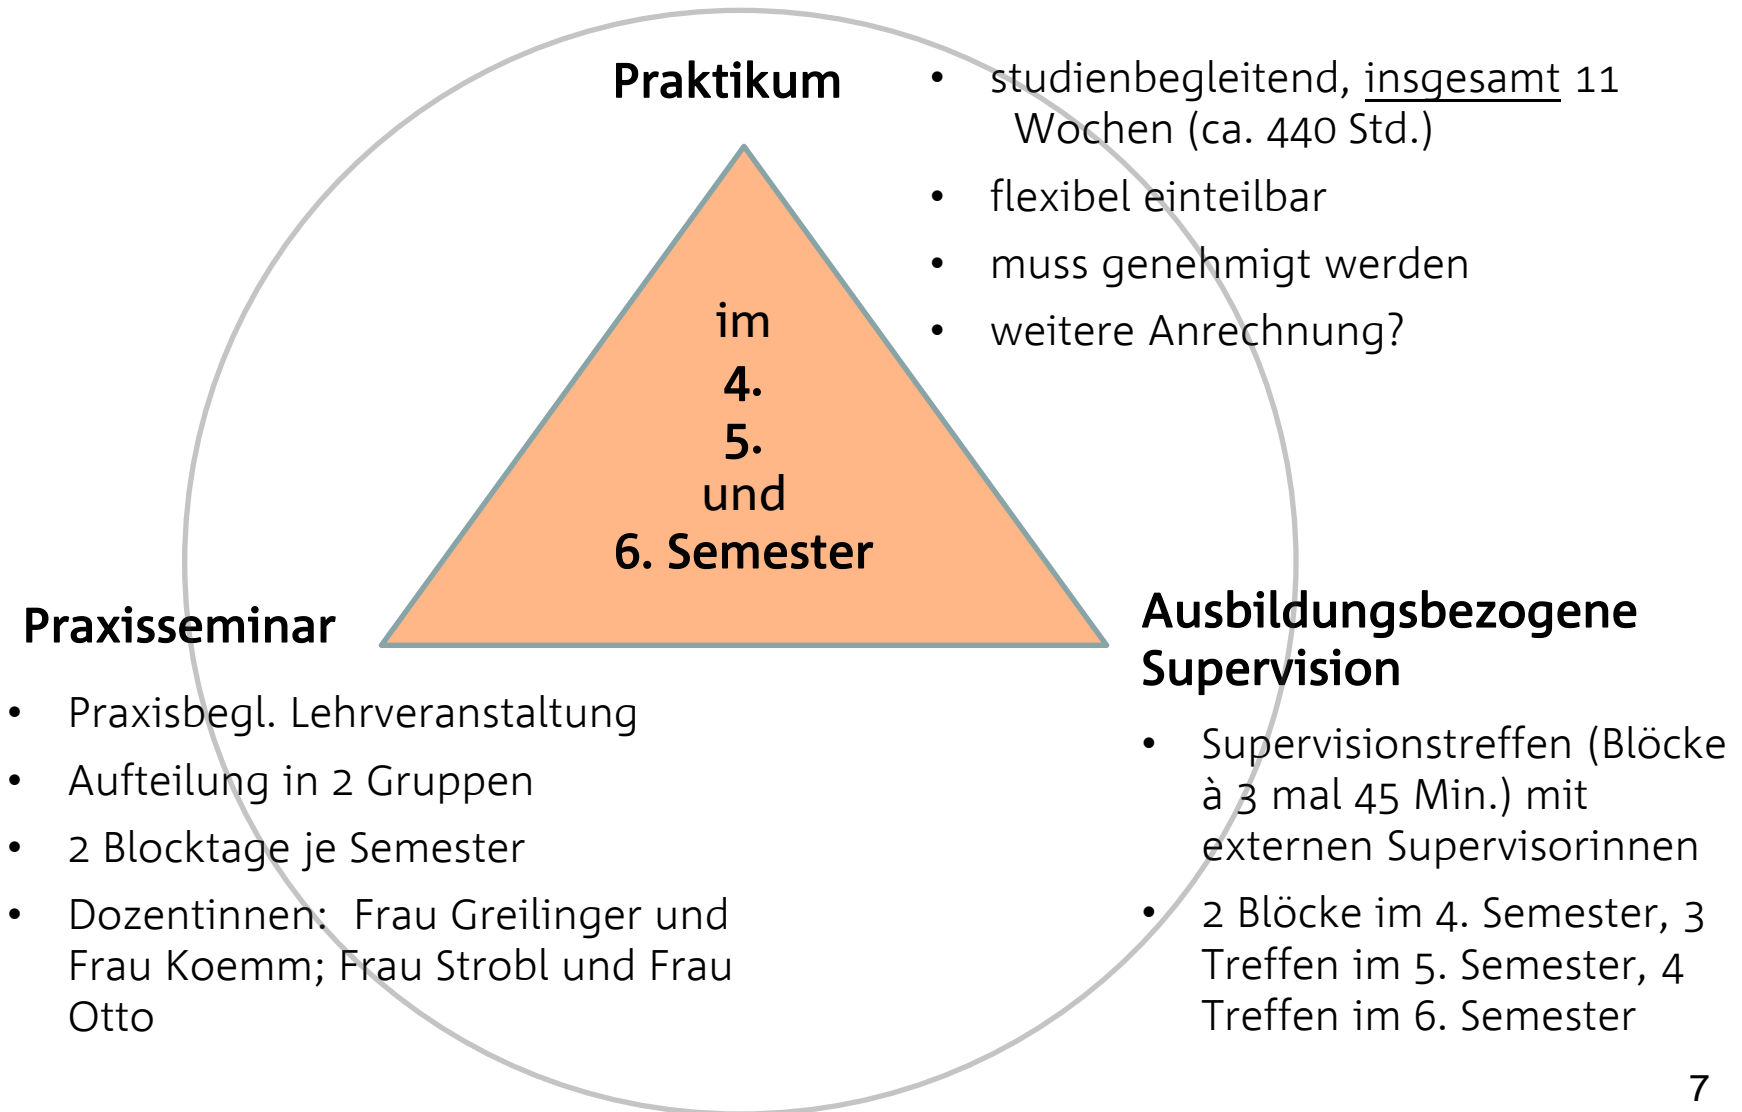 Praktikum
• studienbegleitend, insgesamt 11
Wochen (ca. 440 Std.)
• flexibel einteilbar
• muss genehmigt werden
• weitere Anrechnung?
im
4.
5.
und
6. Semester
Praxisseminar
• Praxisbegl. Lehrveranstaltung
• Aufteilung in 2 Gruppen
• 2 Blocktage je Semester
• Dozentinnen: Frau Greilinger und
Frau Koemm; Frau Strobl und Frau
Otto
Ausbildungsbezogene
Supervision
• Supervisionstreffen (Blöcke
à 3 mal 45 Min.) mit
externen Supervisorinnen
• 2 Blöcke im 4. Semester, 3
Treffen im 5. Semester, 4
Treffen im 6. Semester
7